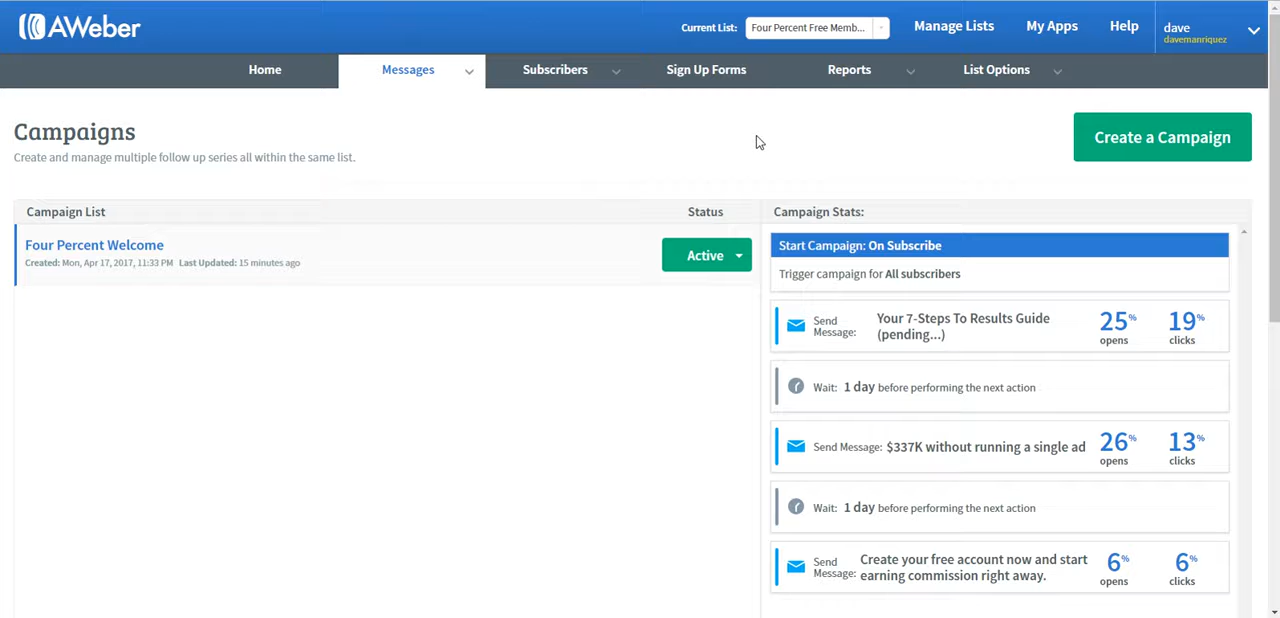 AWeber
Current List: Four Percent Free Memb...
Manage Lists
My Apps
Help
dave
davemanriquez
Home
Messages
Subscribers
Sign Up Forms
Reports
List Options
Campaigns
Create and manage multiple follow up series all within the same list.
Create a Campaign
Campaign List
Status
Campaign Stats:
Four Percent Welcome
Created: Mon, Apr 17, 2017, 11:33 PM Last Updated: 15 minutes ago
Active
Start Campaign: On Subscribe
Trigger campaign for All subscribers
Send
Message:
Your 7-Steps To Results Guide
(pending...)
25%
opens
19%
clicks
Wait: 1 day before performing the next action
Send Message: $337K without running a single ad
26%
opens
13%
clicks
Wait: 1 day before performing the next action
Send
Message:
Create your free account now and start
earning commission right away.
6%
opens
6%
clicks